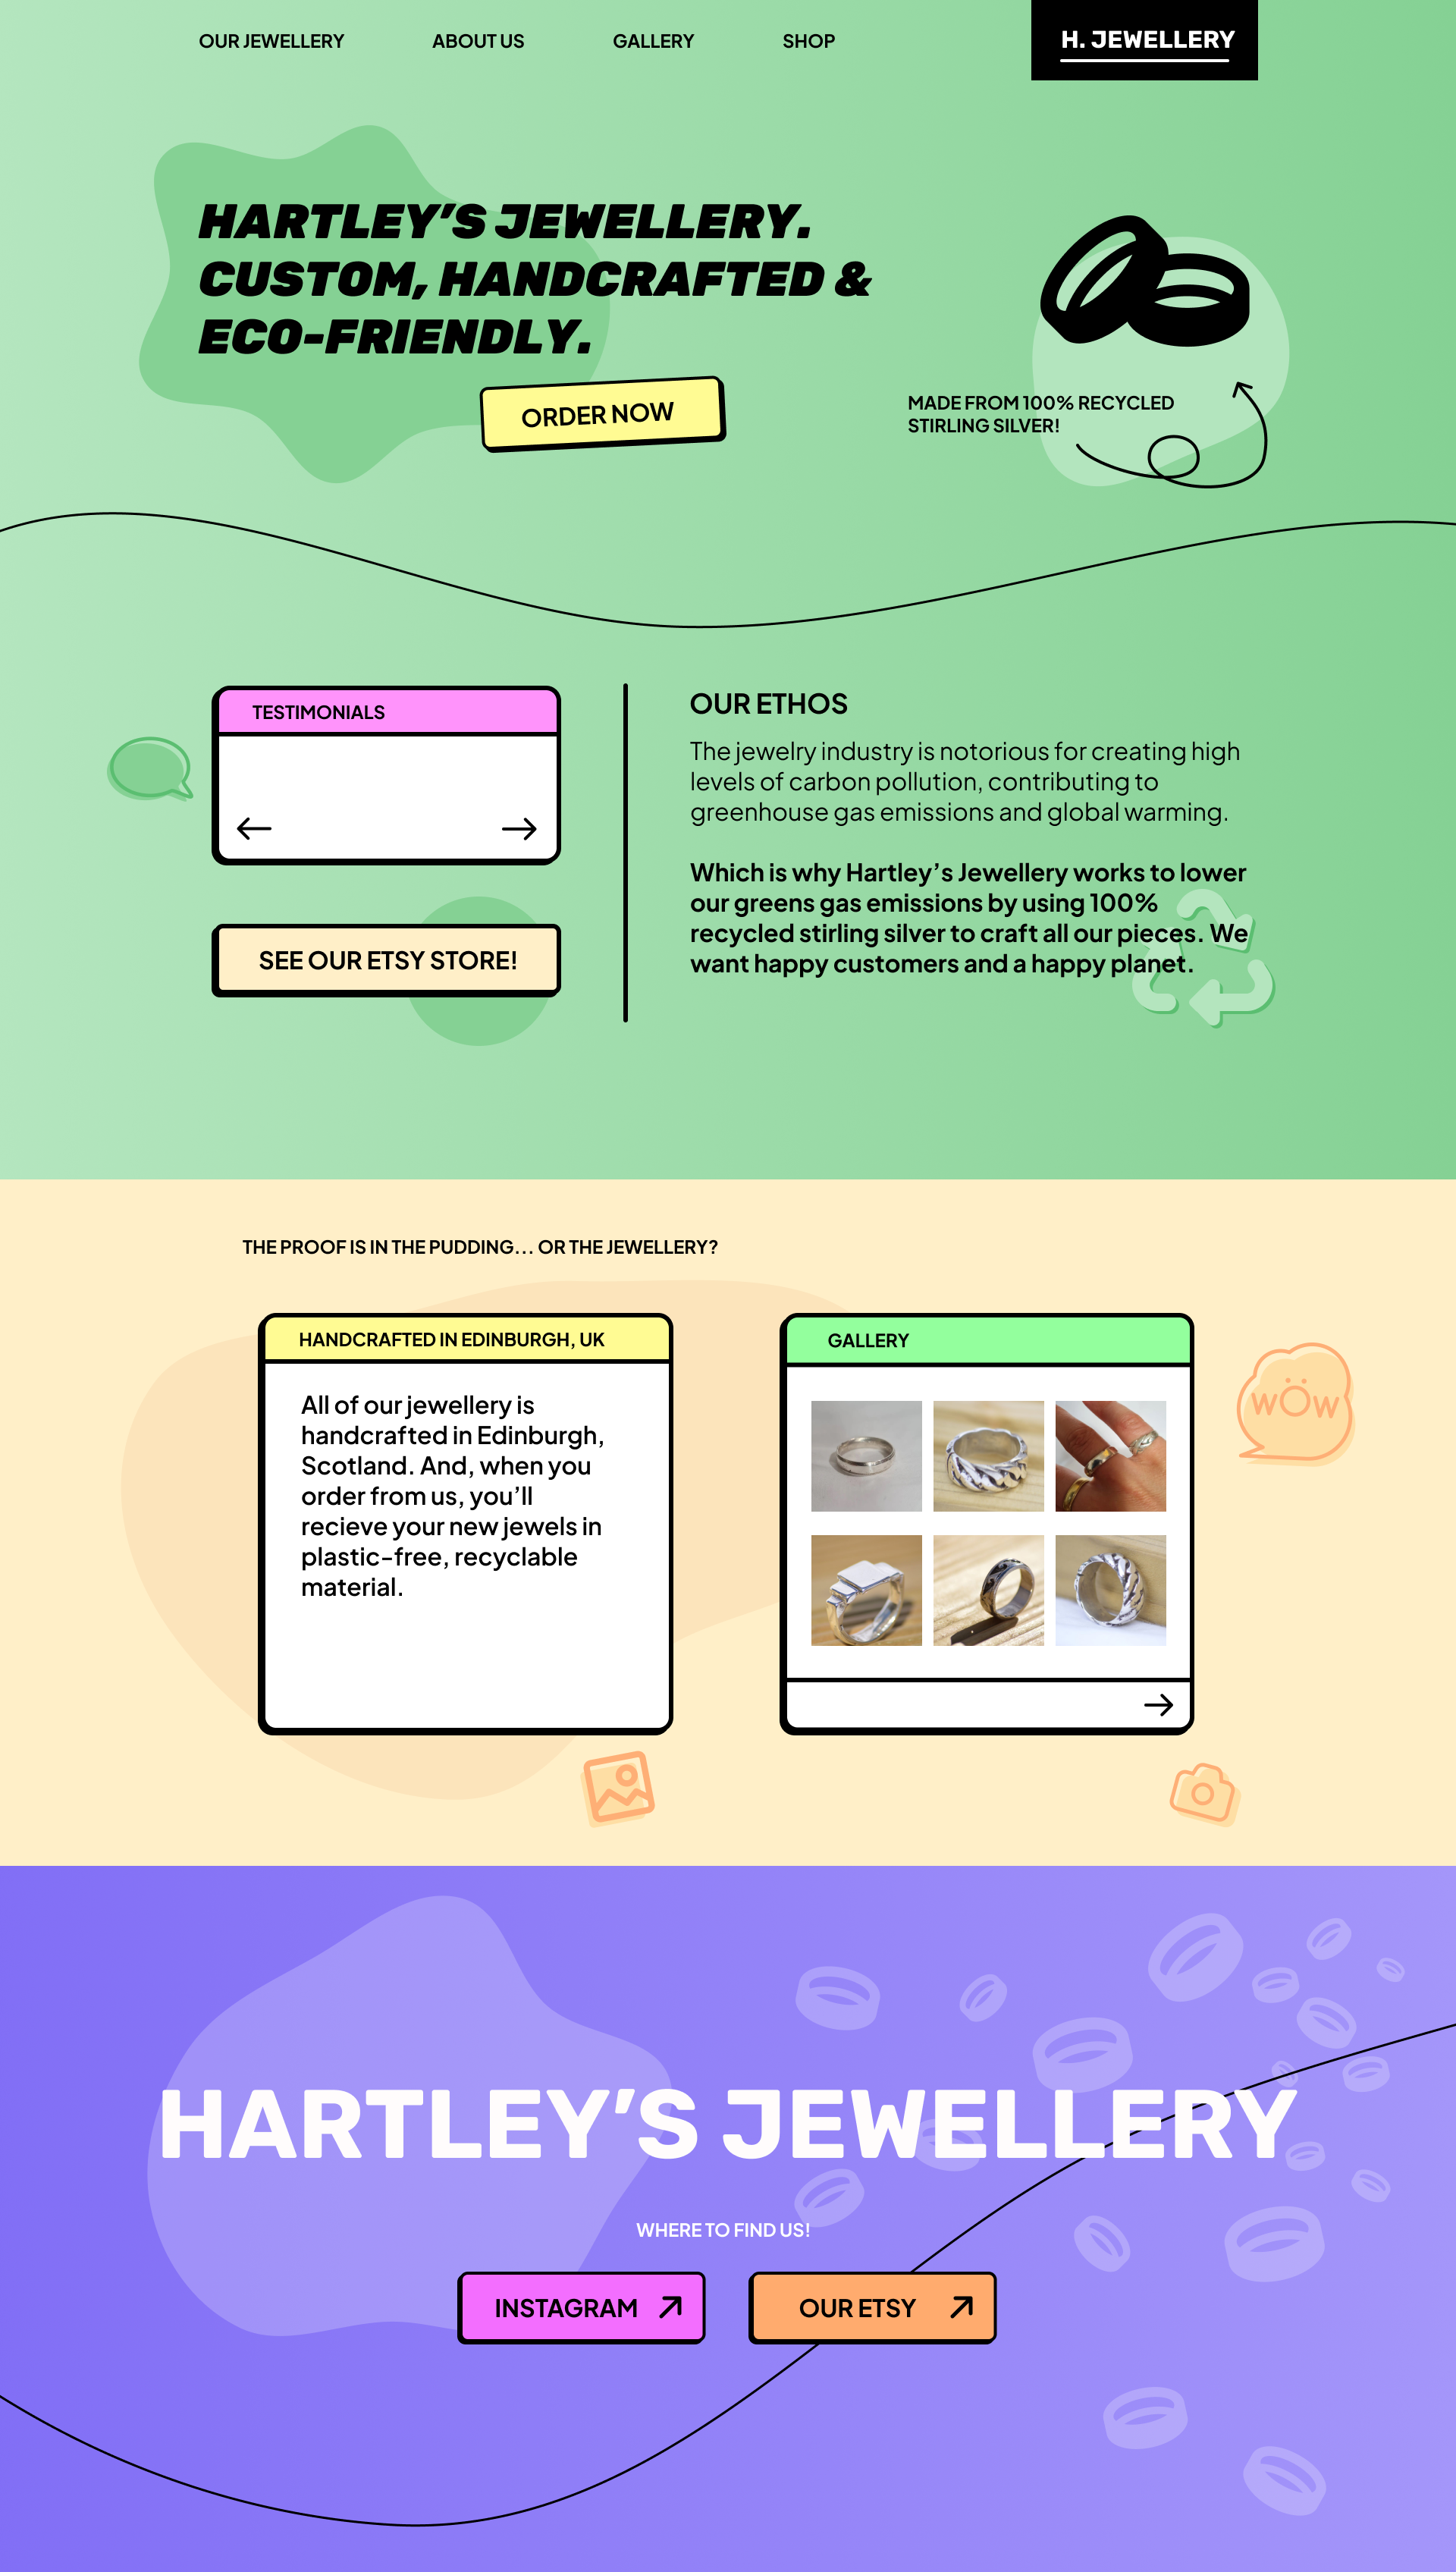 OUR JEWELLERY
ABOUT US
GALLERY
SHOP
H. JEWELLERY
HARTLEY’S JEWELLERY.
CUSTOM, HANDCRAFTED &
ECO-FRIENDLY.
ORDER NOW
MADE FROM 100% RECYCLED
STIRLING SILVER!
TESTIMONIALS
SEE OUR ETSY STORE!
OUR ETHOS
The jewelry industry is notorious for creating high
levels of carbon pollution, contributing to
greenhouse gas emissions and global warming.
Which is why Hartley’s Jewellery works to lower
our greens gas emissions by using 100%
recycled stirling silver to craft all our pieces. We
want happy customers and a happy planet.
THE PROOF IS IN THE PUDDING... OR THE JEWELLERY?
HANDCRAFTED IN EDINBURGH, UK
All of our jewellery is
handcrafted in Edinburgh,
Scotland. And, when you
order from us, you’ll
recieve your new jewels in
plastic-free, recyclable
material.
GALLERY
WÖW
HARTLEY’S JEWELLERY
WHERE TO FIND US!
INSTAGRAM
OUR ETSY